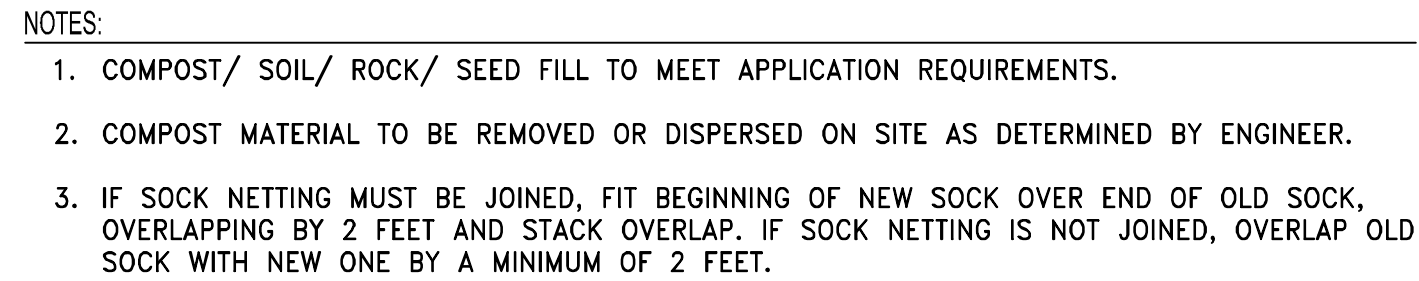 NOTES:
1. COMPOST/ SOIL/ ROCK/ SEED FILL TO MEET APPLICATION REQUIREMENTS.
2. COMPOST MATERIAL TO BE REMOVED OR DISPERSED ON SITE AS DETERMINED BY ENGINEER.
3. IF SOCK NETTING MUST BE JOINED, FIT BEGINNING OF NEW SOCK OVER END OF OLD SOCK,
OVERLAPPING BY 2 FEET AND STACK OVERLAP. IF SOCK NETTING IS NOT JOINED, OVERLAP OLD
SOCK WITH NEW ONE BY A MINIMUM OF 2 FEET.